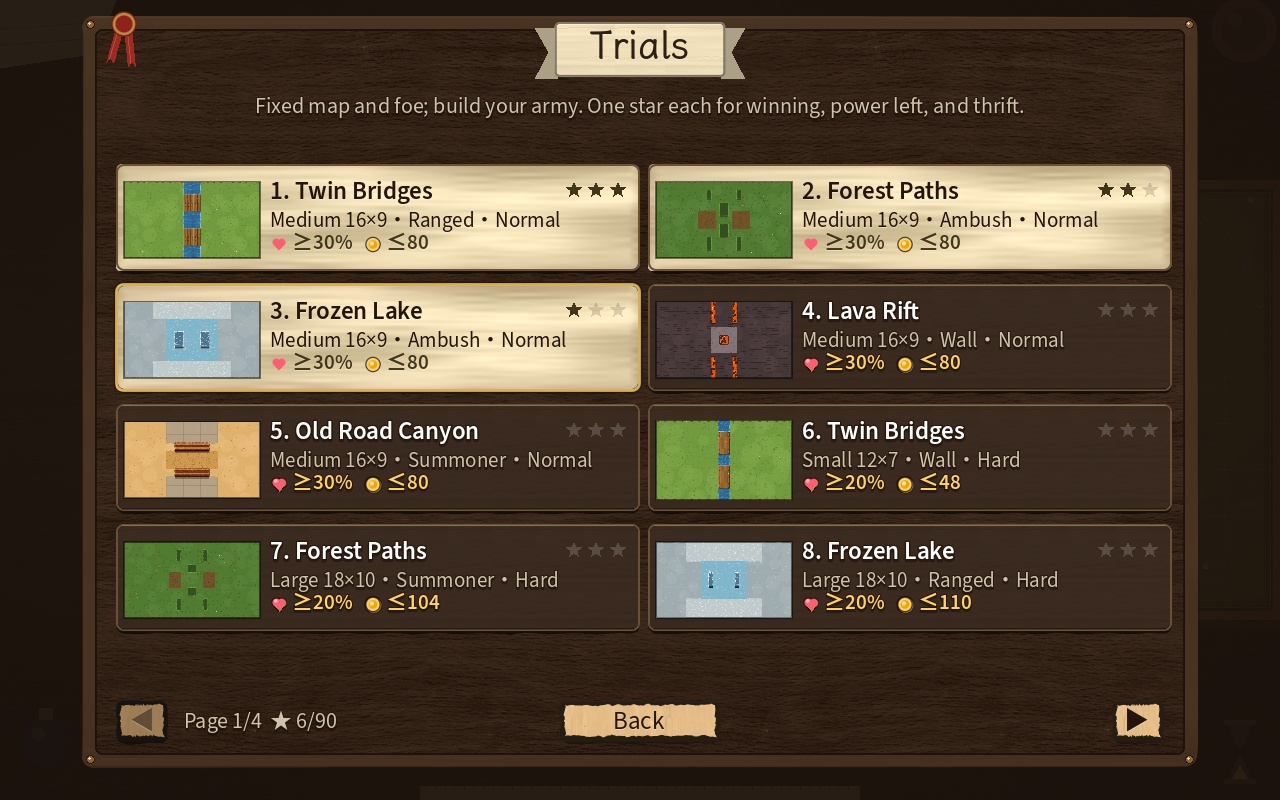 Trials
Fixed map and foe; build your army. One star each for winning, power left, and thrift.
1. Twin Bridges
Medium 16×9 • Ranged • Normal
≥30% ≤80
2. Forest Paths
Medium 16×9 • Ambush • Normal
≥30% ≤80
3. Frozen Lake
Medium 16×9 • Ambush • Normal
≥30% ≤80
4. Lava Rift
Medium 16×9 • Wall • Normal
≥30% ≤80
5. Old Road Canyon
Medium 16×9 • Summoner • Normal
≥30% ≤80
6. Twin Bridges
Small 12×7 • Wall • Hard
≥20% ≤48
7. Forest Paths
Large 18×10 • Summoner • Hard
≥20% ≤104
8. Frozen Lake
Large 18×10 • Ranged • Hard
≥20% ≤110
Page 1/4 ★ 6/90
Back